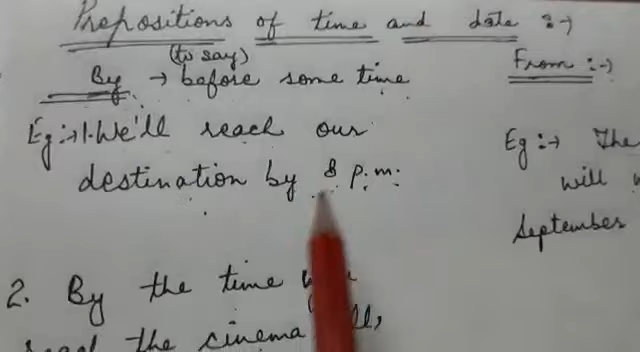 Prepositions of time and date :→
(to say)
By → before some time
Eg:→1.We'll reach our
destination by 8 p.m.
2. By the time
the cinema
From :→
Eg :→ The
will
September